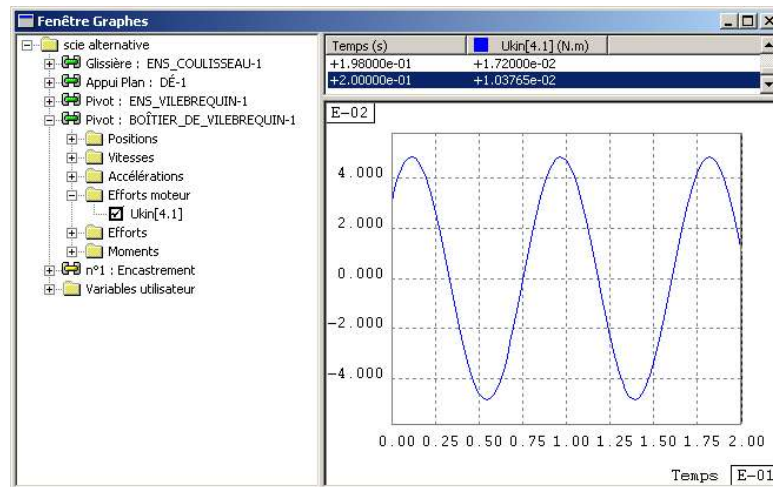 Fenêtre Graphes
scie alternative
Glissière : ENS_COULISSEAU-1
Appui Plan : DÉ-1
Pivot : ENS_VILEBREQUIN-1
Pivot : BOÎTIER_DE_VILEBREQUIN-1
Positions
Vitesses
Accélérations
Efforts moteur
Ukin[4.1]
Efforts
Moments
n°1 : Encastrement
Variables utilisateur
Temps (s) Ukin[4.1] (N.m)
+1.98000e-01 +1.72000e-02
+2.00000e-01 +1.03765e-02
E-02
4.000
2.000
0.000
-2.000
-4.000
0.00 0.25 0.50 0.75 1.00 1.25 1.50 1.75 2.00
Temps E-01